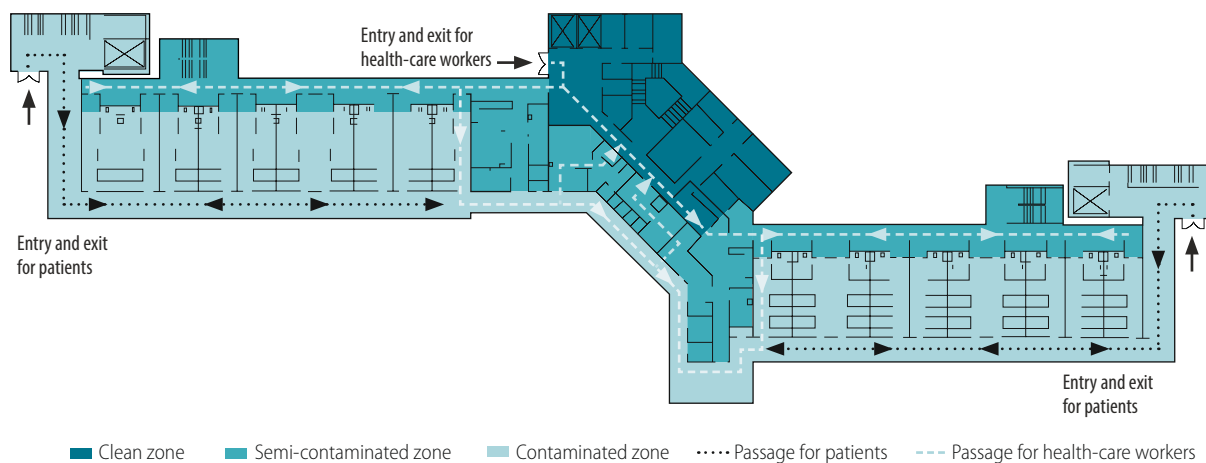 Entry and exit for
health-care workers
Entry and exit
for patients
Entry and exit
for patients
Clean zone
Semi-contaminated zone
Contaminated zone
Passage for patients
Passage for health-care workers